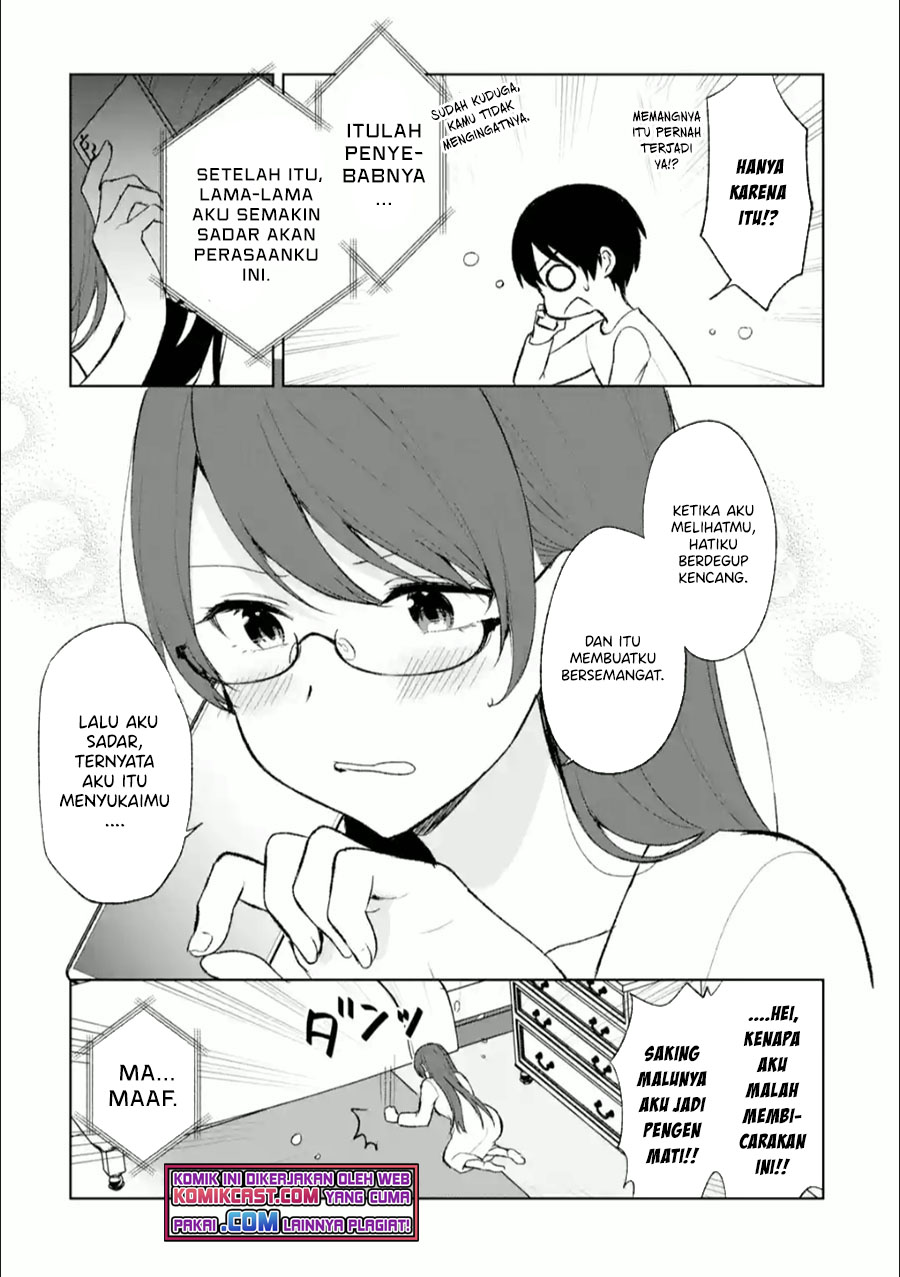 HANYA
KARENA
ITU!?
MEMANGNYA
ITU PERNAH
TERJADI
YA!?
SUDAH KUDUGA,
KAMU TIDAK
MENGINGATNYA.
ITULAH
PENYE-
BABNYA
...
SETELAH ITU,
LAMA-LAMA
AKU SEMAKIN
SADAR AKAN
PERASAANKU
INI.
KETIKA AKU
MELIHATMU,
HATIKU
BERDEGUP
KENCANG.
DAN ITU
MEMBUATKU
BERSEMANGAT.
LALU AKU
SADAR,
TERNYATA
AKU ITU
MENYUKAIMU
....
....HEI,
KENAPA
AKU
MALAH
MEMBI-
CARAKAN
INI!!
SAKING
MALUNYA
AKU JADI
PENGEN
MATI!!
ダンッ
MA...
MAAF.
KOMIK INI DIKERJAKAN OLEH WEB
KOMIKCAST.COM YANG CUMA
PAKAI .COM LAINNYA PLAGIAT!